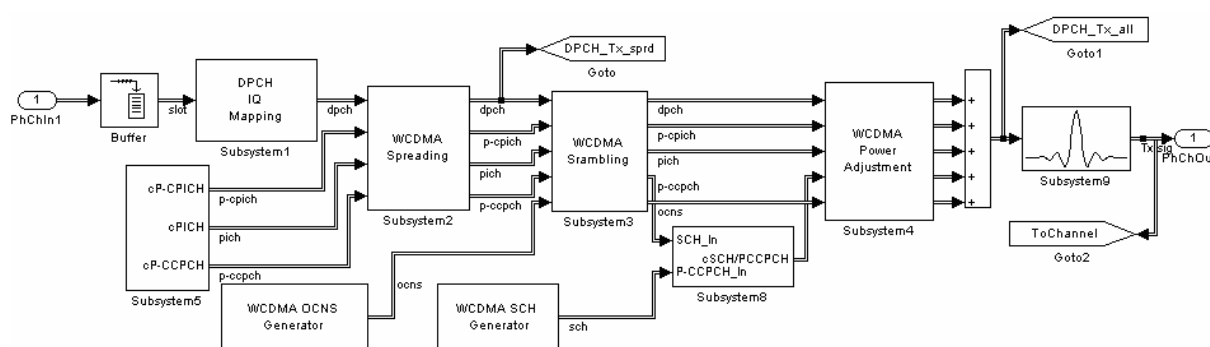 DPCH_Tx_sprd
Goto
DPCH_Tx_all
Goto1
1
PhChIn1
Buffer
slot
DPCH
IQ
Mapping
Subsystem1
dpch
WCDMA
Spreading
Subsystem2
dpch
p-cpich
pich
p-ccpch
WCDMA
Srambling
Subsystem3
dpch
p-cpich
pich
p-ccpch
ocns
WCDMA
Power
Adjustment
Subsystem4
+
+
+
+
+
Subsystem9
Tx sig
1
PhChOu
ToChannel
Goto2
cP-CPICH
cPICH
cP-CCPCH
Subsystem5
p-cpich
pich
p-ccpch
WCDMA OCNS
Generator
ocns
WCDMA SCH
Generator
sch
SCH_In
cSCH/PCCPCH
P-CCPCH_In
Subsystem8